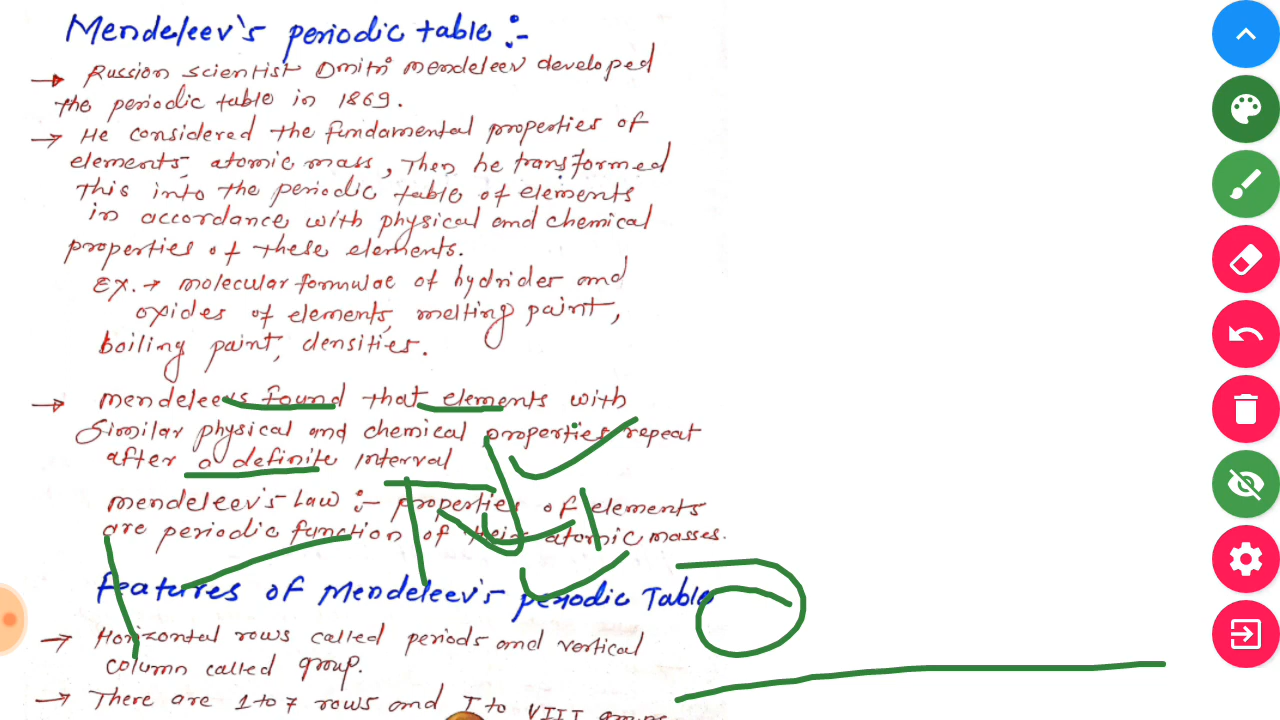 Mendeleev's periodic table :-
→ Russion scientist Dmitri Mendeleev developed
the periodic table in 1869.
→ He considered the fundamental properties of
elements, atomic mass, Then he transformed
this into the periodic table of elements
in accordance with physical and chemical
properties of these elements.
EX. → molecular formulae of hydrides and
oxides of elements, melting paint,
boiling paint, densities.
→ mendeleevs found that elements with
Similar physical and chemical properties repeat
after a definite interval
mendeleev's Law :- properties of elements
are periodic function of their atomic masses.
features of Mendeleev's periodic Table
→ Horizontal rows called periods and vertical
column called group.
→ There are 1 to 7 rows and I to VIII